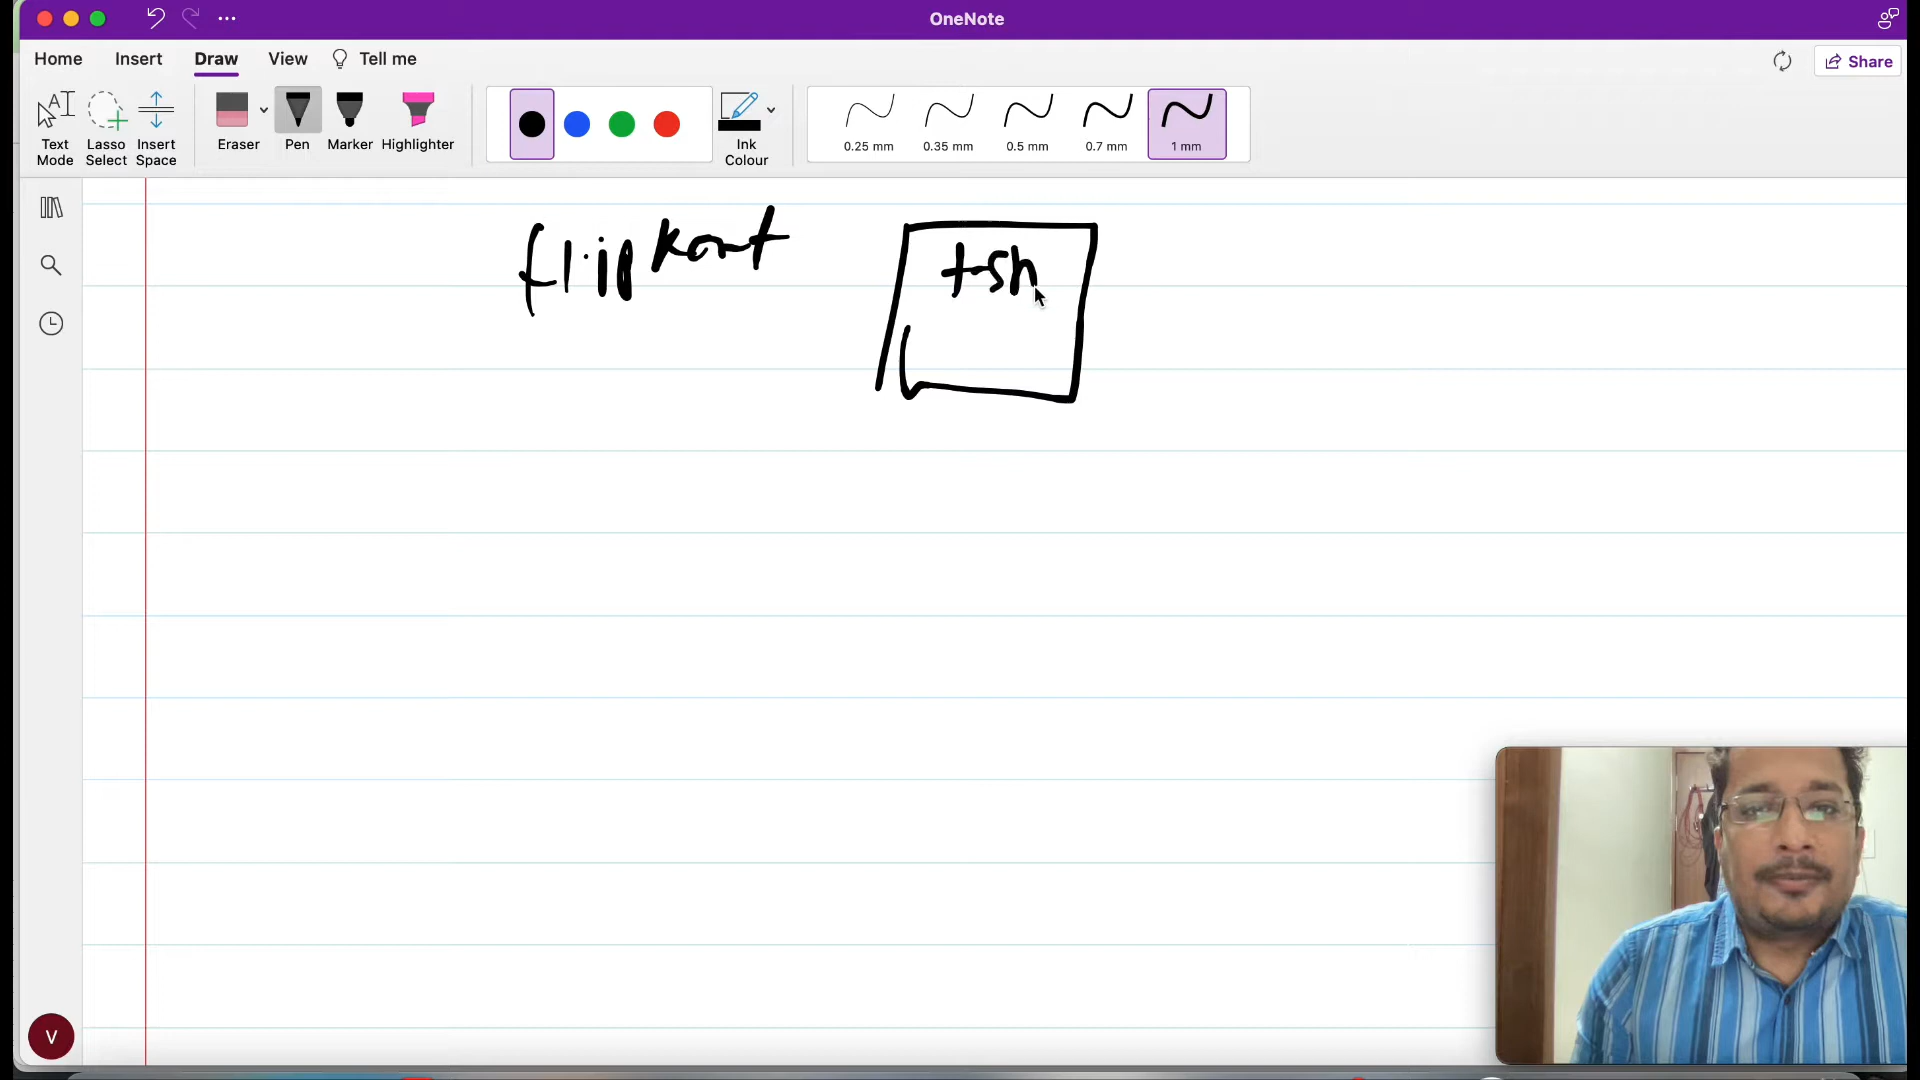 OneNote
Home Insert Draw View Tell me
Share
Text Mode
Lasso Select
Insert Space
Eraser
Pen
Marker
Highlighter
Ink Colour
0.25 mm
0.35 mm
0.5 mm
0.7 mm
1 mm
flipkart
t-sh
V